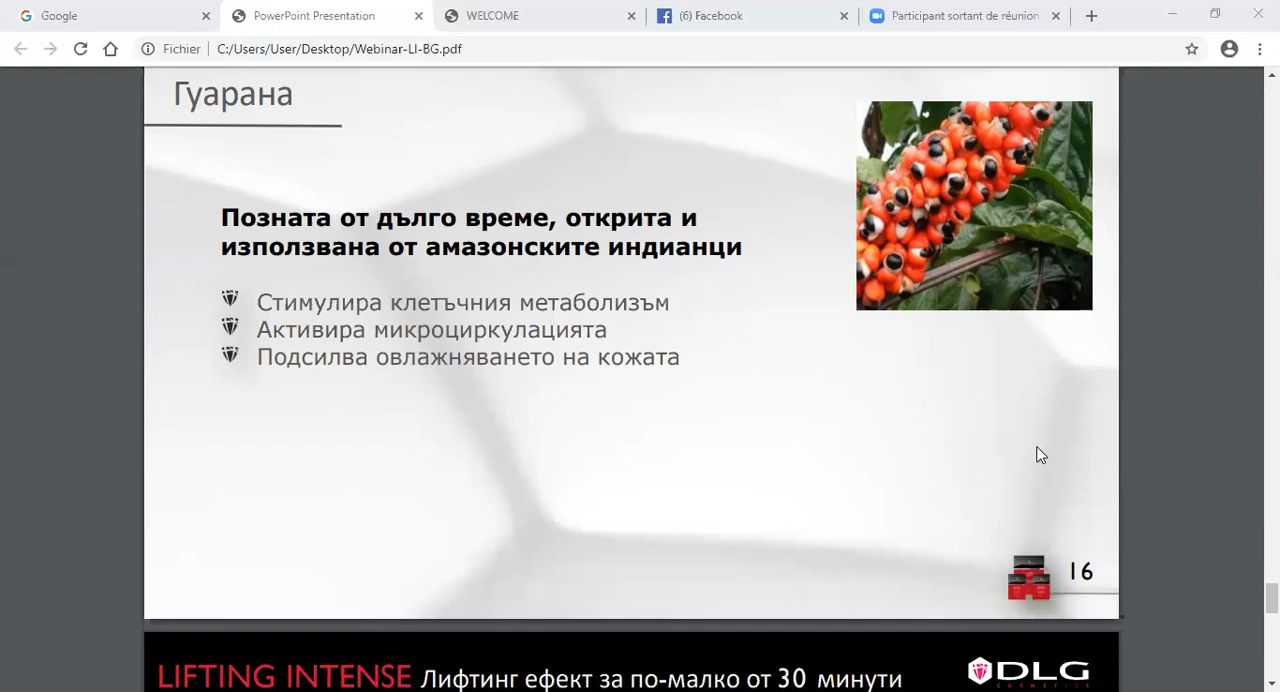 Google
PowerPoint Presentation
WELCOME
(6) Facebook
Participant sortant de réunion
Fichier
C:/Users/User/Desktop/Webinar-LI-BG.pdf
Гуарана
Позната от дълго време, открита и
използвана от амазонските индианци
Стимулира клетъчния метаболизъм
Активира микроциркулацията
Подсилва овлажняването на кожата
16
LIFTING INTENSE Лифтинг ефект за по-малко от 30 минути
DLG
COSMETICS